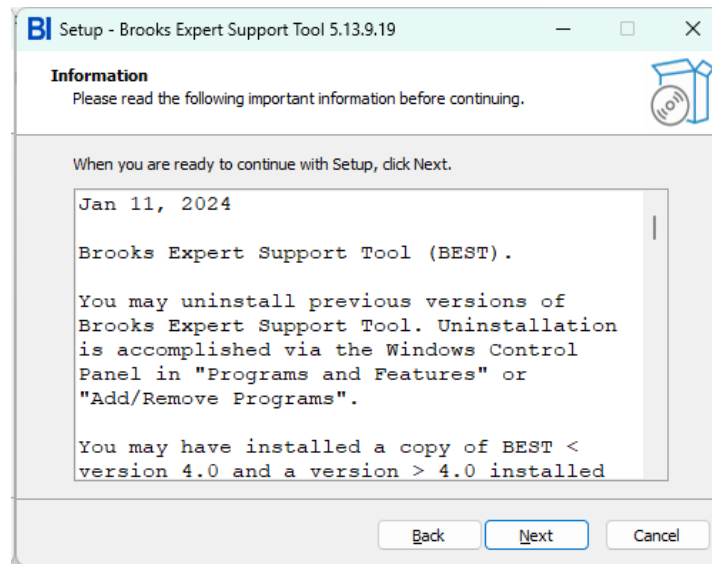 BI Setup - Brooks Expert Support Tool 5.13.9.19
Information
Please read the following important information before continuing.
When you are ready to continue with Setup, click Next.
Jan 11, 2024
Brooks Expert Support Tool (BEST).
You may uninstall previous versions of
Brooks Expert Support Tool. Uninstallation
is accomplished via the Windows Control
Panel in "Programs and Features" or
"Add/Remove Programs".
You may have installed a copy of BEST <
version 4.0 and a version > 4.0 installed
Back Next Cancel